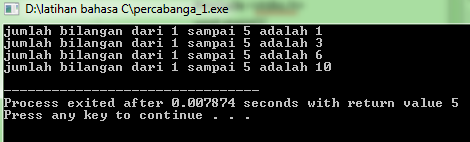 D:\latihan bahasa C\percabanga_1.exe
jumlah bilangan dari 1 sampai 5 adalah 1
jumlah bilangan dari 1 sampai 5 adalah 3
jumlah bilangan dari 1 sampai 5 adalah 6
jumlah bilangan dari 1 sampai 5 adalah 10
--------------------------------
Process exited after 0.007874 seconds with return value 5
Press any key to continue . . .